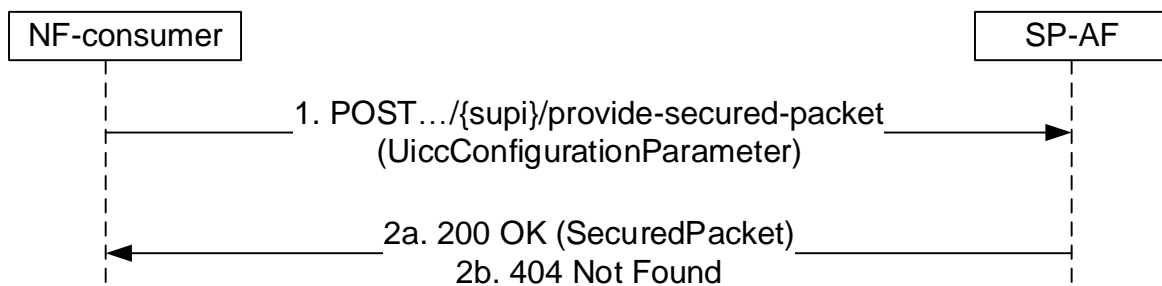 NF-consumer
SP-AF
1. POST…/{supi}/provide-secured-packet
(UiccConfigurationParameter)
2a. 200 OK (SecuredPacket)
2b. 404 Not Found